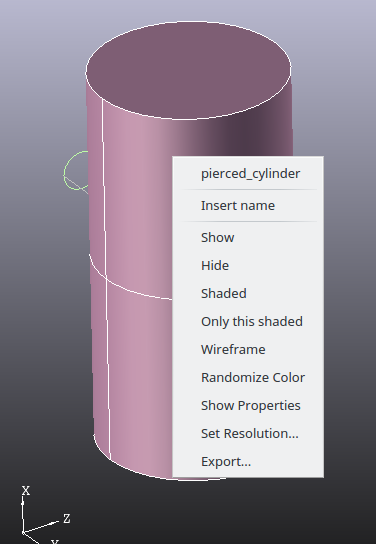 pierced_cylinder
Insert name
Show
Hide
Shaded
Only this shaded
Wireframe
Randomize Color
Show Properties
Set Resolution...
Export...
X
Z
Y